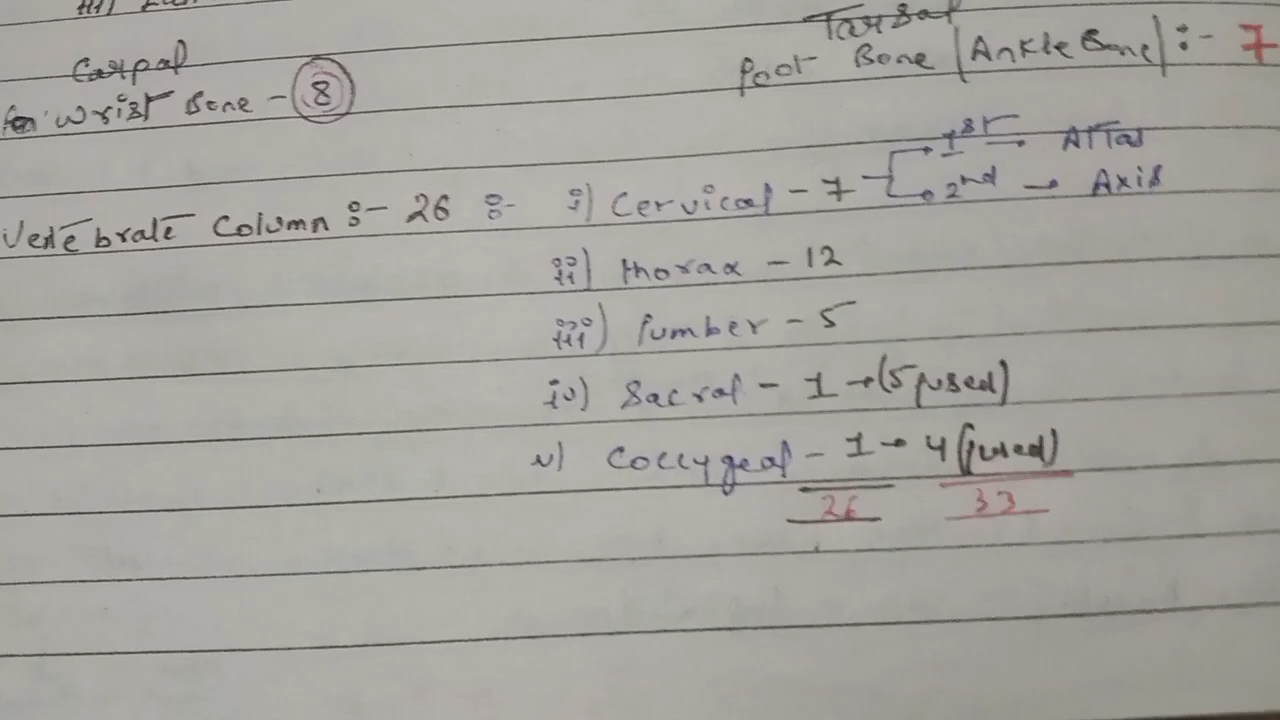 Carpal
Tarsal
Wrist Bone - 8
Foot Bone (Ankle Bone) :- 7
Vertebrate Column :- 26 :- i) Cervical - 7
1st → Atlas
2nd → Axis
ii) thorax - 12
iii) lumber - 5
iv) Sacral - 1 → (5 fused)
v) Coccygeal - 1 → 4 (fused)
26 33